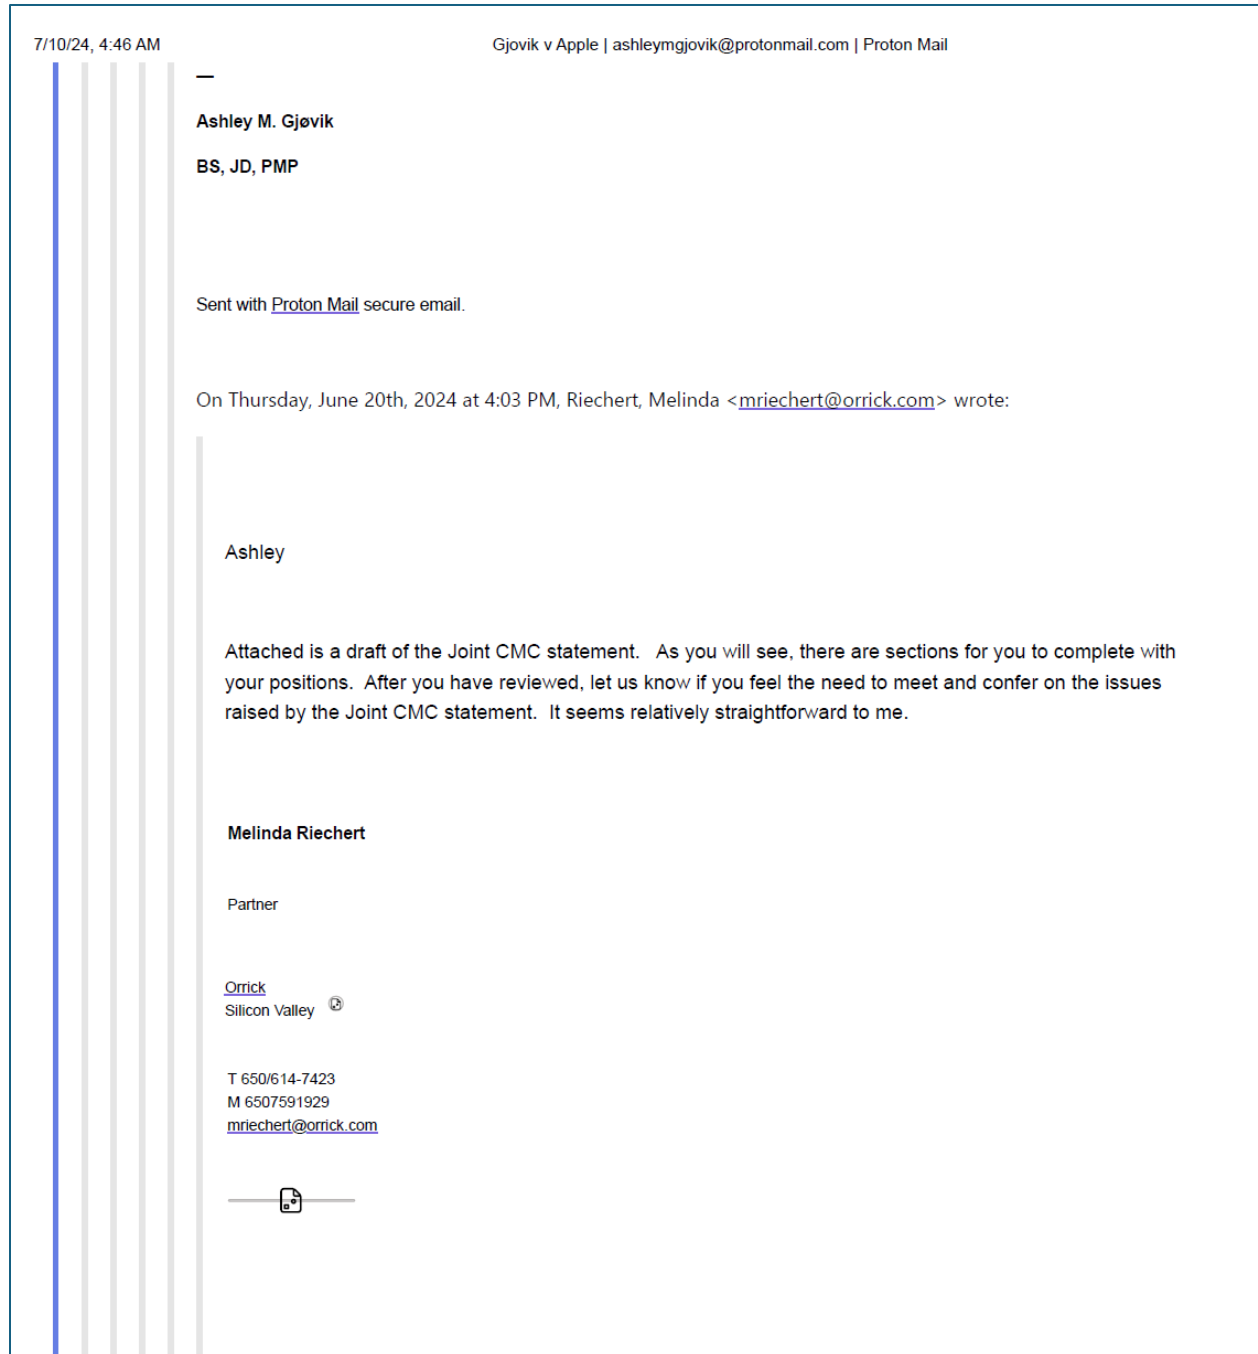 7/10/24, 4:46 AM
Gjovik v Apple | ashleymgjovik@protonmail.com | Proton Mail
—
Ashley M. Gjøvik
BS, JD, PMP
Sent with Proton Mail secure email.
On Thursday, June 20th, 2024 at 4:03 PM, Riechert, Melinda <mriechert@orrick.com> wrote:
Ashley
Attached is a draft of the Joint CMC statement.   As you will see, there are sections for you to complete with
your positions.  After you have reviewed, let us know if you feel the need to meet and confer on the issues
raised by the Joint CMC statement.  It seems relatively straightforward to me.
Melinda Riechert
Partner
Orrick
Silicon Valley
T 650/614-7423
M 6507591929
mriechert@orrick.com